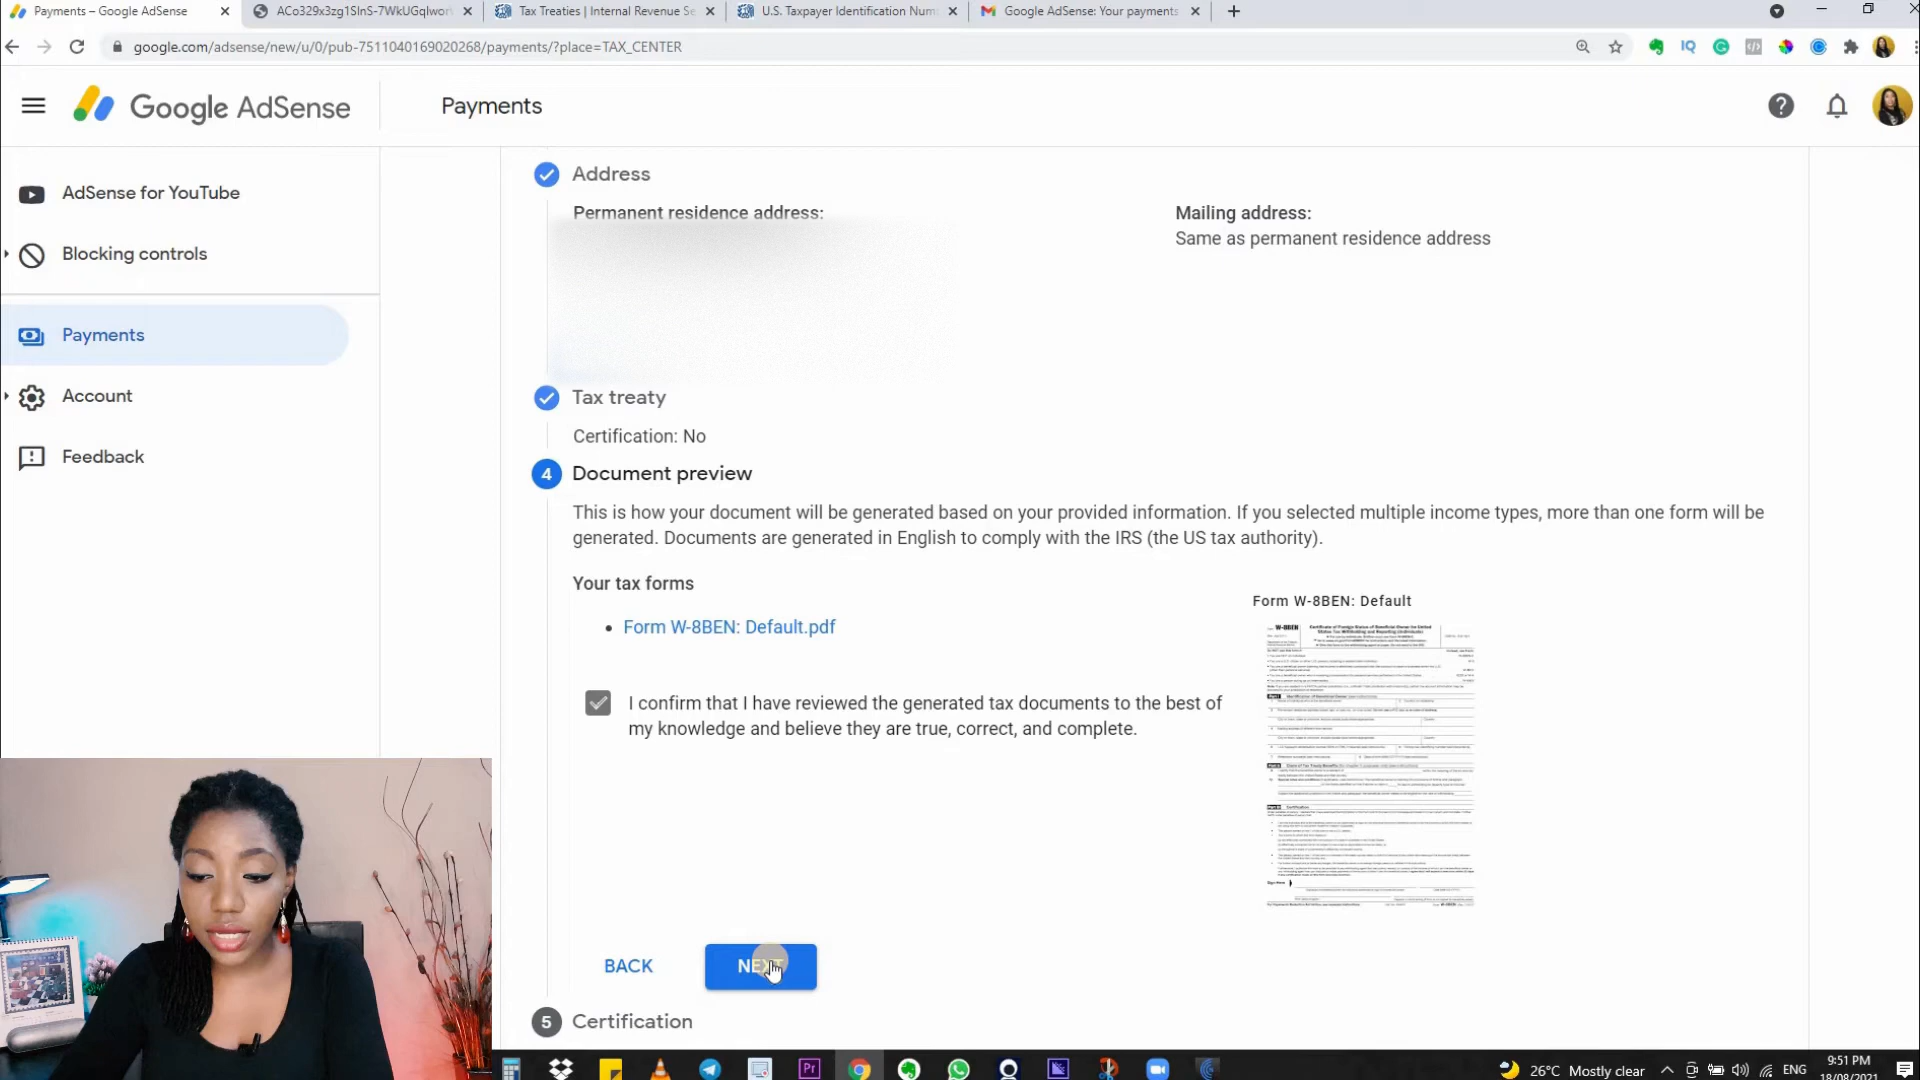 Payments – Google AdSense
Tax Treaties | Internal Revenue Se
U.S. Taxpayer Identification Num
Google AdSense: Your payments
google.com/adsense/new/u/0/pub-7511040169020268/payments/?place=TAX_CENTER
Google AdSense
Payments
AdSense for YouTube
Blocking controls
Payments
Account
Feedback
Address
Permanent residence address:
Mailing address:
Same as permanent residence address
Tax treaty
Certification: No
4 Document preview
This is how your document will be generated based on your provided information. If you selected multiple income types, more than one form will be
generated. Documents are generated in English to comply with the IRS (the US tax authority).
Your tax forms
Form W-8BEN: Default.pdf
I confirm that I have reviewed the generated tax documents to the best of
my knowledge and believe they are true, correct, and complete.
Form W-8BEN: Default
W-8BEN
BACK
NEXT
5 Certification
26°C Mostly clear
ENG
9:51 PM
18/08/2021